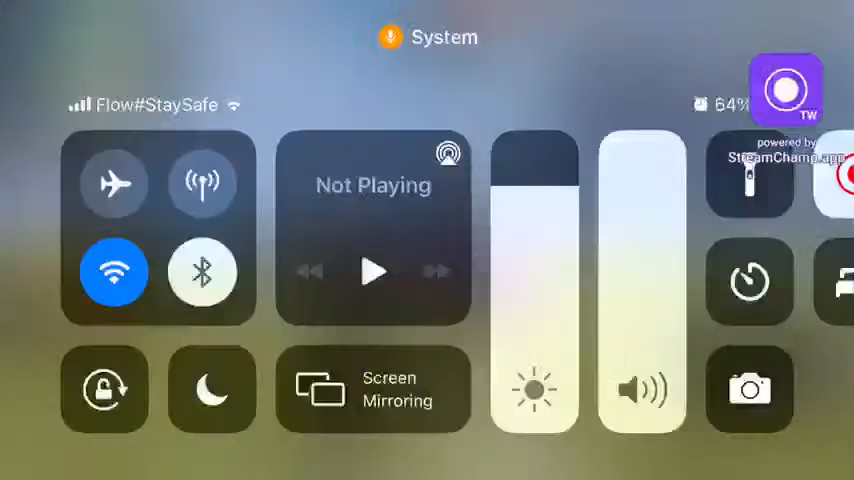 System
Flow#StaySafe
64%
TW
powered by
StreamChamp.app
Not Playing
Screen
Mirroring